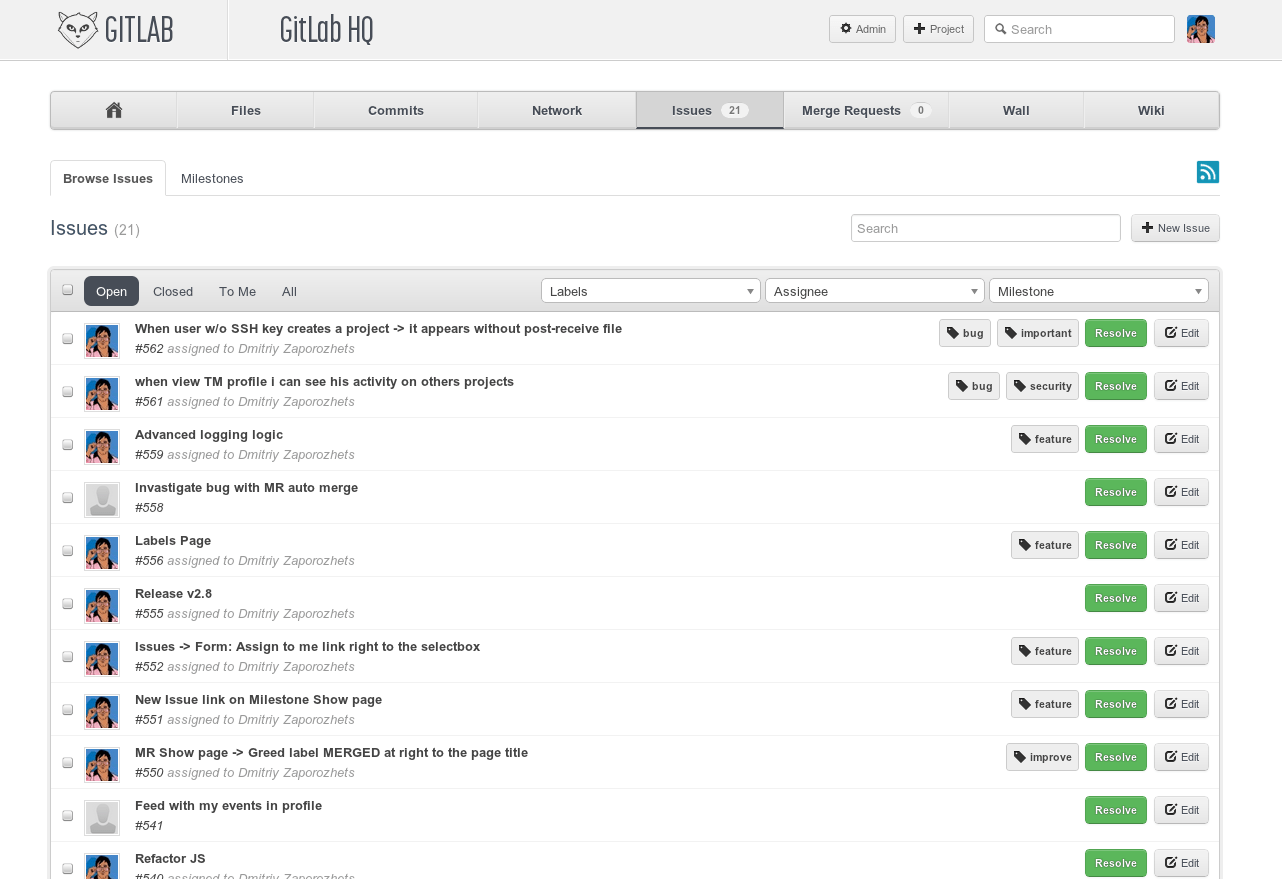 GITLAB GitLab HQ Admin Project Search
Files Commits Network Issues 21 Merge Requests 0 Wall Wiki
Browse Issues Milestones
Issues (21) Search New Issue
Open Closed To Me All Labels Assignee Milestone
When user w/o SSH key creates a project -> it appears without post-receive file bug important Resolve Edit
#562 assigned to Dmitriy Zaporozhets
when view TM profile i can see his activity on others projects bug security Resolve Edit
#561 assigned to Dmitriy Zaporozhets
Advanced logging logic feature Resolve Edit
#559 assigned to Dmitriy Zaporozhets
Invastigate bug with MR auto merge Resolve Edit
#558
Labels Page feature Resolve Edit
#556 assigned to Dmitriy Zaporozhets
Release v2.8 Resolve Edit
#555 assigned to Dmitriy Zaporozhets
Issues -> Form: Assign to me link right to the selectbox feature Resolve Edit
#552 assigned to Dmitriy Zaporozhets
New Issue link on Milestone Show page feature Resolve Edit
#551 assigned to Dmitriy Zaporozhets
MR Show page -> Greed label MERGED at right to the page title improve Resolve Edit
#550 assigned to Dmitriy Zaporozhets
Feed with my events in profile Resolve Edit
#541
Refactor JS Resolve Edit
#540 assigned to Dmitriy Zaporozhets